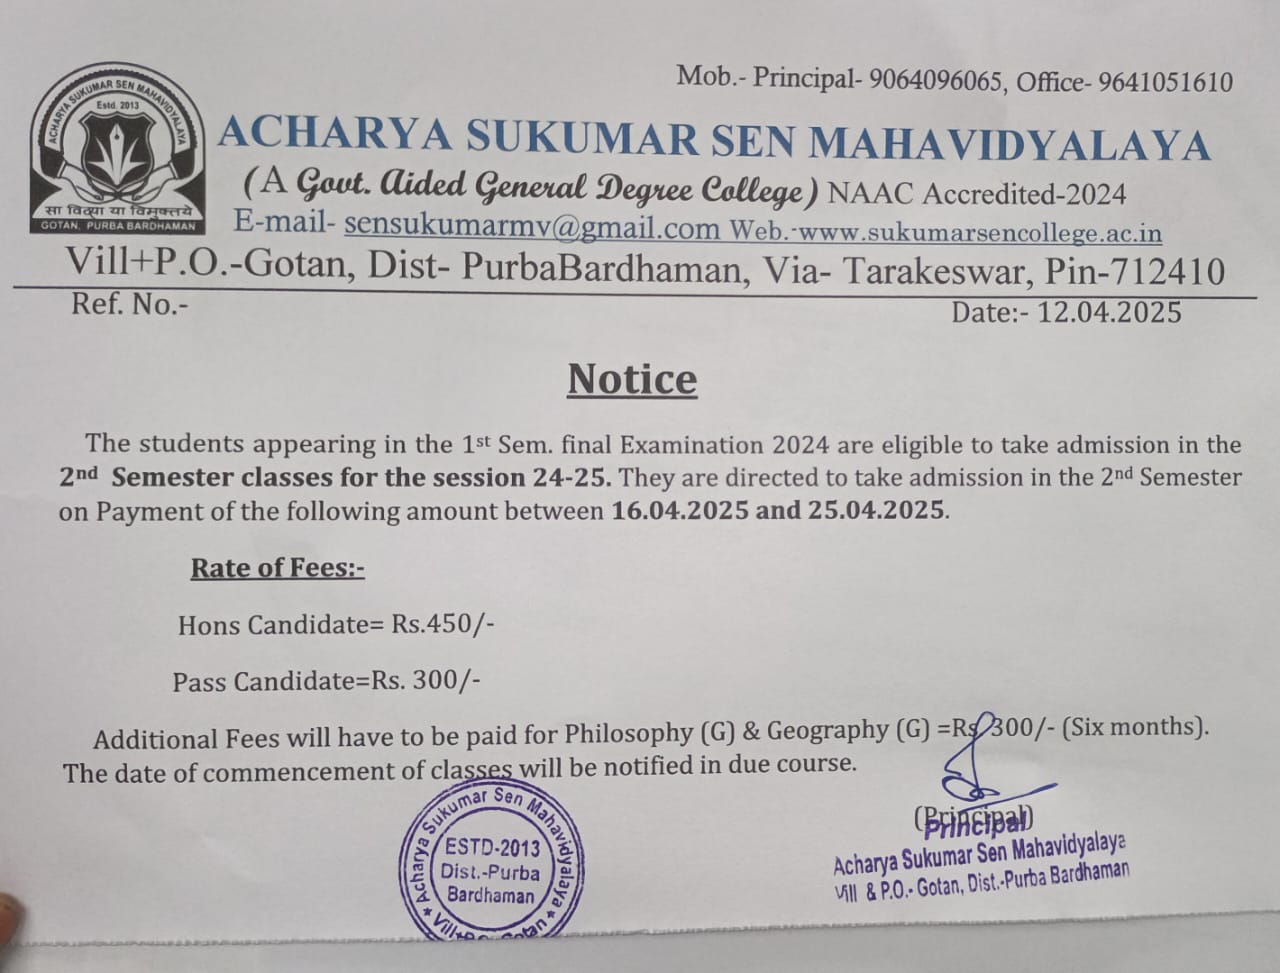 Mob.- Principal- 9064096065, Office- 9641051610
ACHARYA SUKUMAR SEN MAHAVIDYALAYA
Estd. 2013
सा विद्या या विमुक्तये
GOTAN, PURBA BARDHAMAN
ACHARYA SUKUMAR SEN MAHAVIDYALAYA
(A Govt. Aided General Degree College) NAAC Accredited-2024
E-mail- sensukumarmv@gmail.com Web.-www.sukumarsencollege.ac.in
Vill+P.O.-Gotan, Dist- PurbaBardhaman, Via- Tarakeswar, Pin-712410
Ref. No.-
Date:- 12.04.2025
Notice
The students appearing in the 1st Sem. final Examination 2024 are eligible to take admission in the
2nd Semester classes for the session 24-25. They are directed to take admission in the 2nd Semester
on Payment of the following amount between 16.04.2025 and 25.04.2025.
Rate of Fees:-
Hons Candidate= Rs.450/-
Pass Candidate=Rs. 300/-
Additional Fees will have to be paid for Philosophy (G) & Geography (G) =Rs 300/- (Six months).
The date of commencement of classes will be notified in due course.
(Principal)
Principal
Acharya Sukumar Sen Mahavidyalaya
Vill & P.O.- Gotan, Dist.-Purba Bardhaman
Acharya Sukumar Sen Mahavidyalaya
ESTD-2013
Dist.-Purba
Bardhaman
Vill+P.O. Gotan